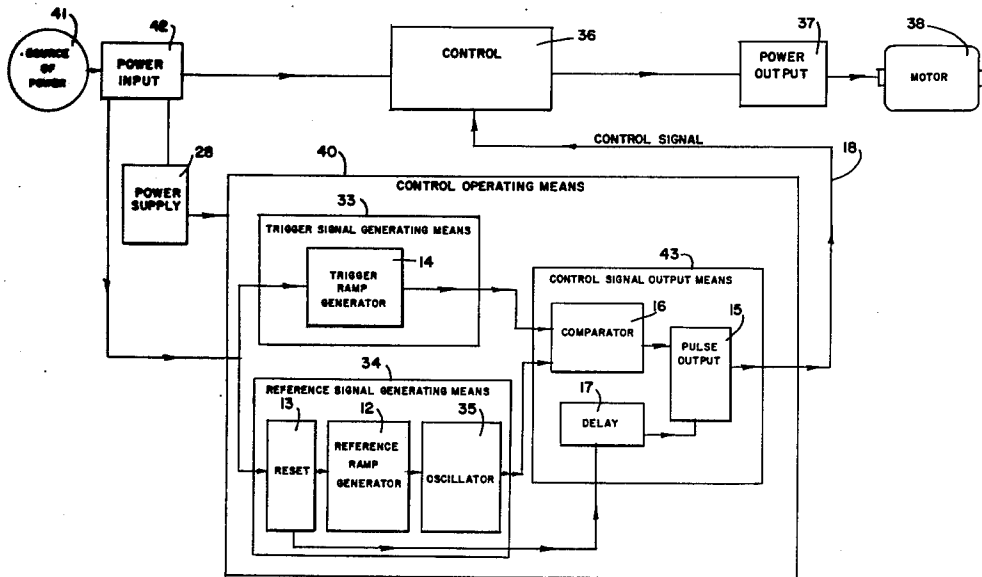 41
42
36
37
38
SOURCE
OF
POWER
POWER
INPUT
CONTROL
POWER
OUTPUT
MOTOR
CONTROL SIGNAL
18
28
POWER
SUPPLY
40
CONTROL OPERATING MEANS
33
TRIGGER SIGNAL GENERATING MEANS
14
TRIGGER
RAMP
GENERATOR
43
CONTROL SIGNAL OUTPUT MEANS
16
COMPARATOR
15
PULSE
OUTPUT
34
REFERENCE SIGNAL GENERATING MEANS
13
RESET
12
REFERENCE
RAMP
GENERATOR
35
OSCILLATOR
17
DELAY